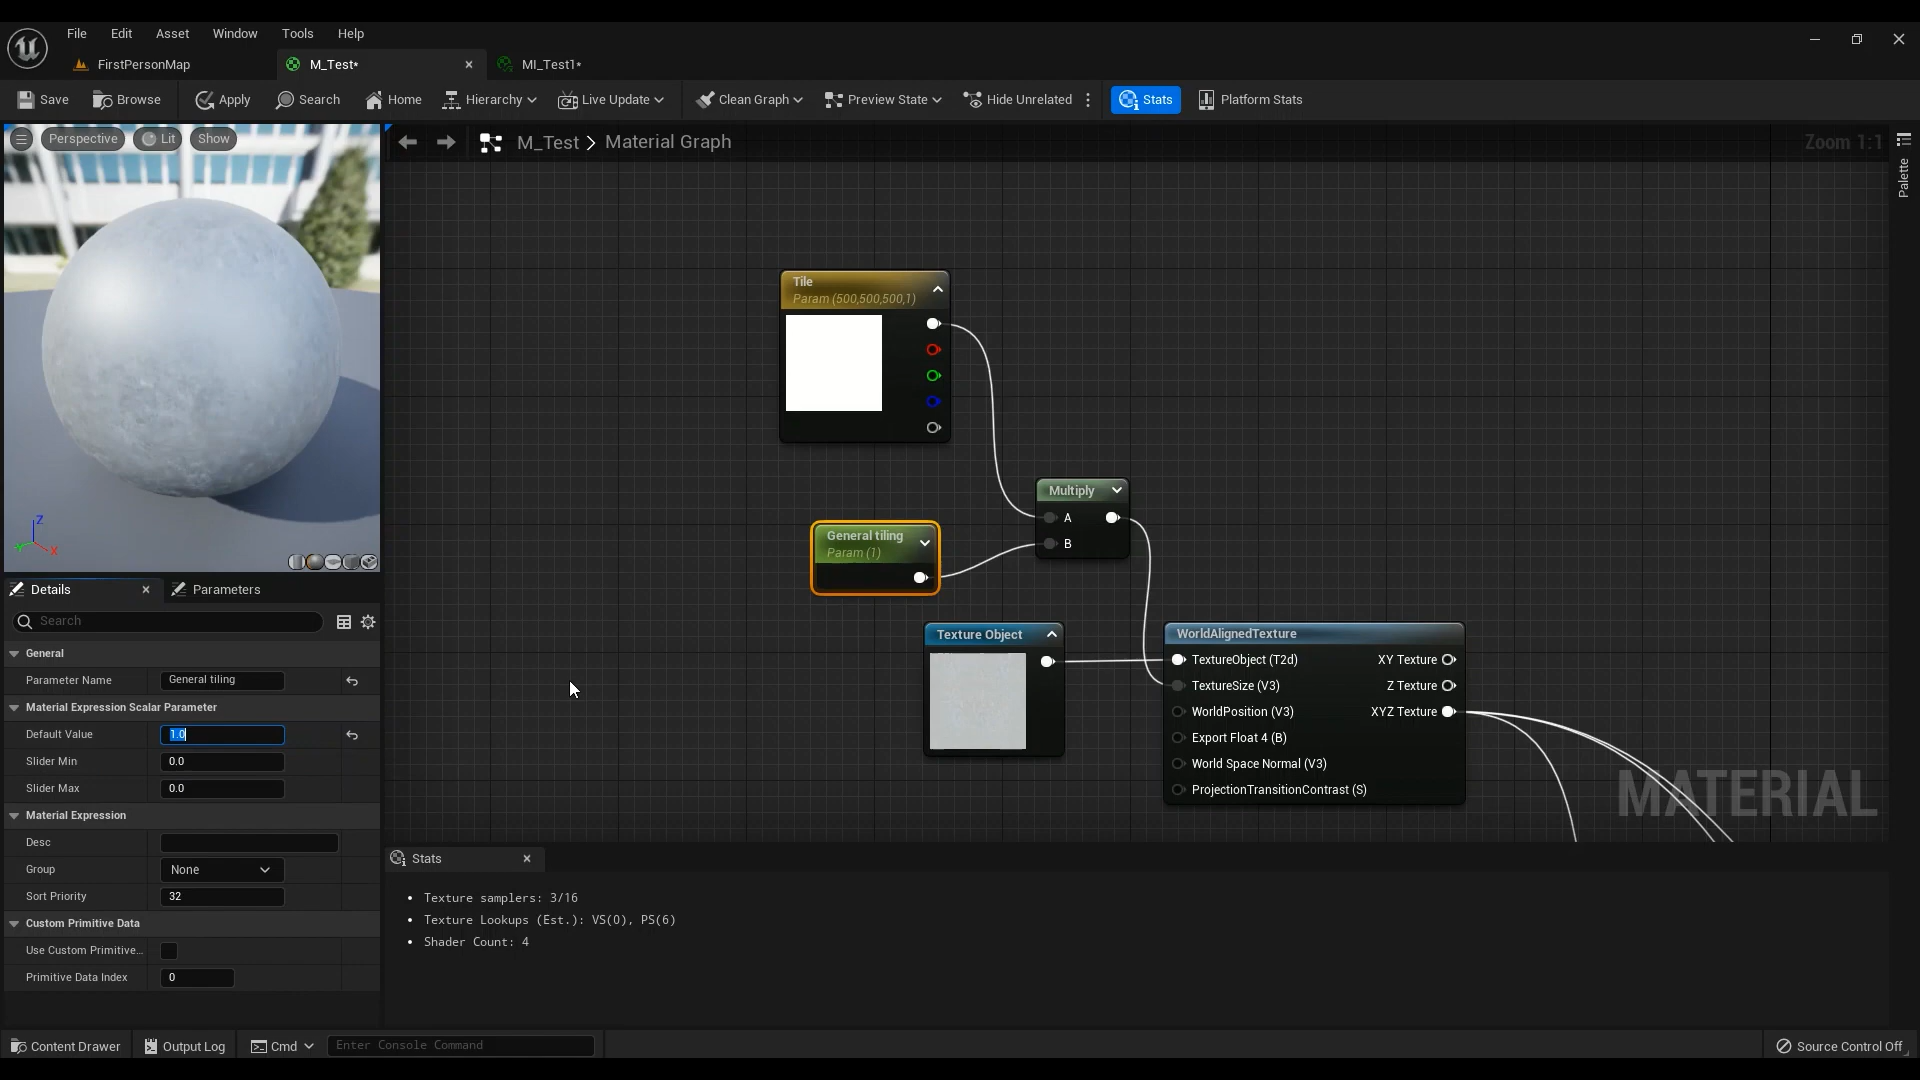 File Edit Asset Window Tools Help
FirstPersonMap M_Test* MI_Test1*
Save Browse Apply Search Home Hierarchy Live Update Clean Graph Preview State Hide Unrelated Stats Platform Stats
Perspective Lit Show
M_Test > Material Graph
Zoom 1:1
Palette
Tile
Param (500,500,500,1)
Multiply
A
B
General tiling
Param (1)
Texture Object
WorldAlignedTexture
TextureObject (T2d) XY Texture
TextureSize (V3) Z Texture
WorldPosition (V3) XYZ Texture
Export Float 4 (B)
World Space Normal (V3)
ProjectionTransitionContrast (S)
MATERIAL
Z
Y
X
Details Parameters
Search
General
Parameter Name General tiling
Material Expression Scalar Parameter
Default Value 1.0
Slider Min 0.0
Slider Max 0.0
Material Expression
Desc
Group None
Sort Priority 32
Custom Primitive Data
Use Custom Primitive...
Primitive Data Index 0
Stats
• Texture samplers: 3/16
• Texture Lookups (Est.): VS(0), PS(6)
• Shader Count: 4
Content Drawer Output Log Cmd Enter Console Command Source Control Off